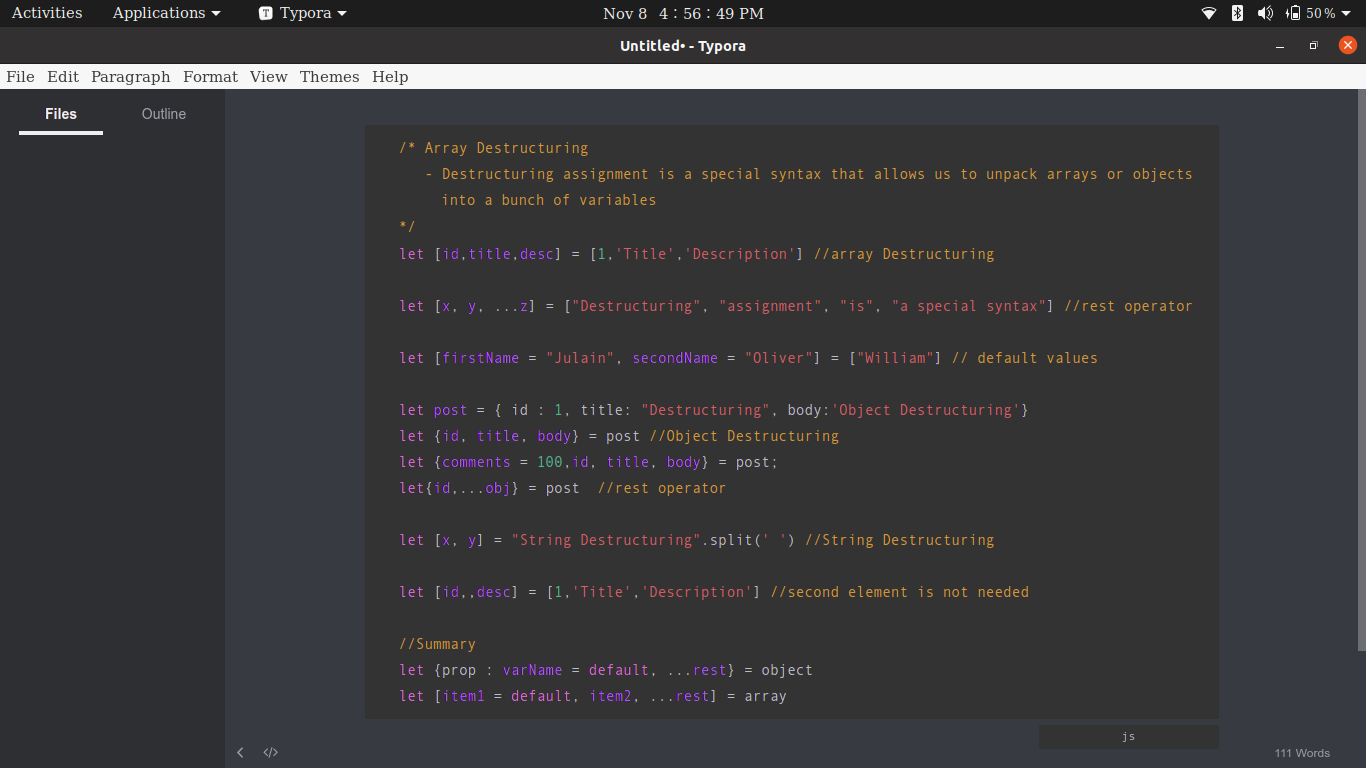 Activities Applications Typora Nov 8 4 : 56 : 49 PM 50 %
Untitled• - Typora
File Edit Paragraph Format View Themes Help
Files Outline
/* Array Destructuring
- Destructuring assignment is a special syntax that allows us to unpack arrays or objects
into a bunch of variables
*/
let [id,title,desc] = [1,'Title','Description'] //array Destructuring
let [x, y, ...z] = ["Destructuring", "assignment", "is", "a special syntax"] //rest operator
let [firstName = "Julain", secondName = "Oliver"] = ["William"] // default values
let post = { id : 1, title: "Destructuring", body:'Object Destructuring'}
let {id, title, body} = post //Object Destructuring
let {comments = 100,id, title, body} = post;
let{id,...obj} = post  //rest operator
let [x, y] = "String Destructuring".split(' ') //String Destructuring
let [id,,desc] = [1,'Title','Description'] //second element is not needed
//Summary
let {prop : varName = default, ...rest} = object
let [item1 = default, item2, ...rest] = array
js
< </> 111 Words